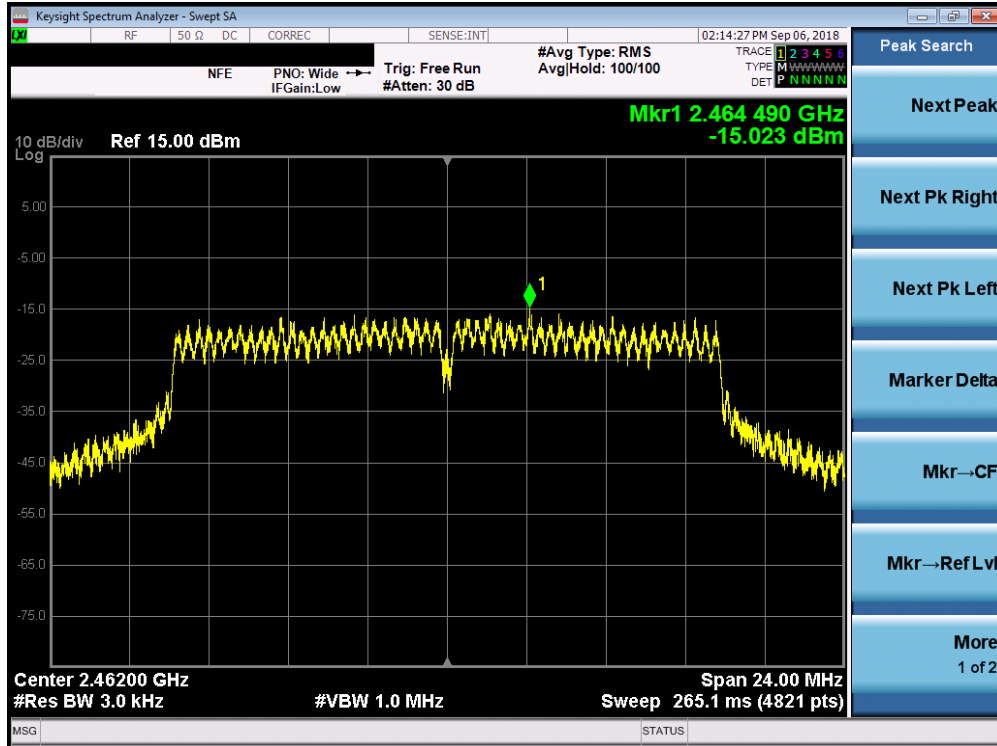 Keysight Spectrum Analyzer - Swept SA
LXI RF 50 Ω DC CORREC SENSE:INT 02:14:27 PM Sep 06, 2018
NFE PNO: Wide Trig: Free Run #Avg Type: RMS TRACE 1 2 3 4 5 6
IFGain:Low #Atten: 30 dB Avg|Hold: 100/100 TYPE M WWWWW
DET P N N N N N
Mkr1 2.464 490 GHz
-15.023 dBm
10 dB/div Ref 15.00 dBm
Log
5.00
-5.00
1
-15.0
-25.0
-35.0
-45.0
-55.0
-65.0
-75.0
Center 2.46200 GHz Span 24.00 MHz
#Res BW 3.0 kHz #VBW 1.0 MHz Sweep 265.1 ms (4821 pts)
MSG STATUS
Peak Search
Next Peak
Next Pk Right
Next Pk Left
Marker Delta
Mkr→CF
Mkr→Ref Lvl
More
1 of 2